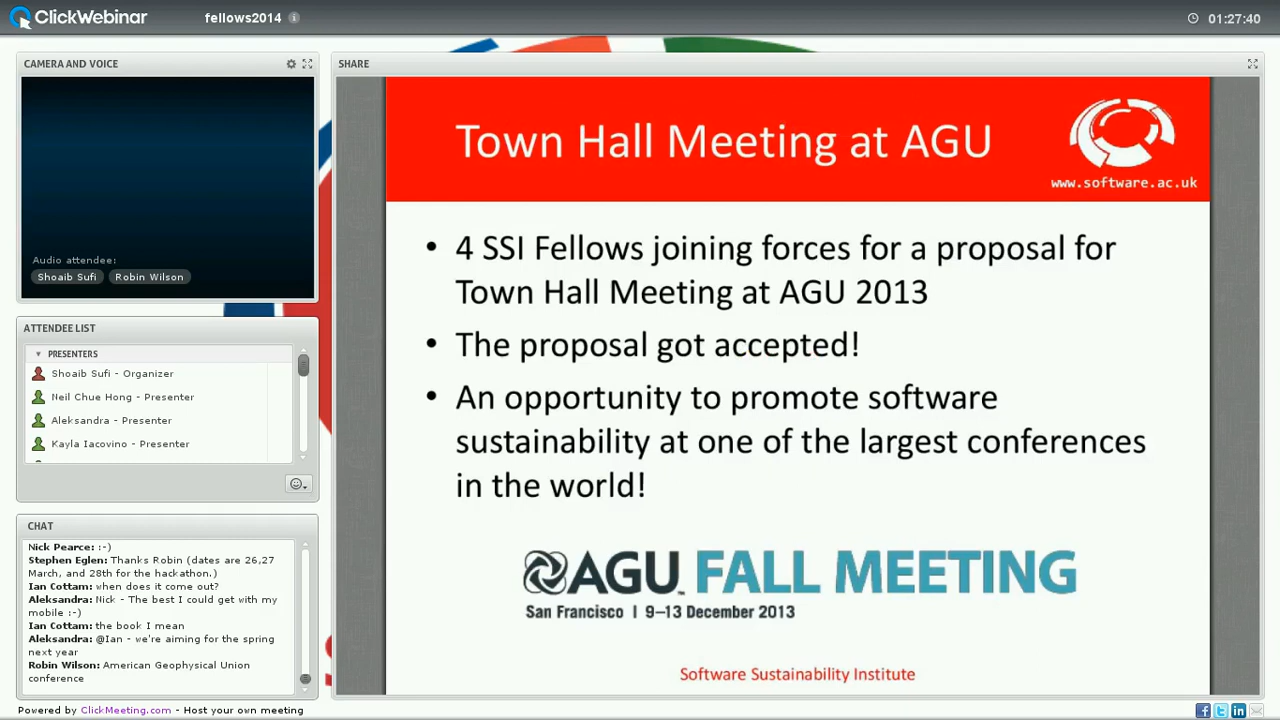 ClickWebinar
fellows2014
01:27:40
CAMERA AND VOICE
Audio attendee:
Shoaib Sufi Robin Wilson
ATTENDEE LIST
PRESENTERS
Shoaib Sufi - Organizer
Neil Chue Hong - Presenter
Aleksandra - Presenter
Kayla Iacovino - Presenter
CHAT
Nick Pearce: :-)
Stephen Eglen: Thanks Robin (dates are 26,27
March, and 28th for the hackathon.)
Ian Cottam: when does it come out?
Aleksandra: Nick - The best I could get with my
mobile :-)
Ian Cottam: the book I mean
Aleksandra: @Ian - we're aiming for the spring
next year
Robin Wilson: American Geophysical Union
conference
SHARE
Town Hall Meeting at AGU
www.software.ac.uk
• 4 SSI Fellows joining forces for a proposal for
Town Hall Meeting at AGU 2013
• The proposal got accepted!
• An opportunity to promote software
sustainability at one of the largest conferences
in the world!
AGU FALL MEETING
San Francisco | 9–13 December 2013
Software Sustainability Institute
Powered by ClickMeeting.com - Host your own meeting